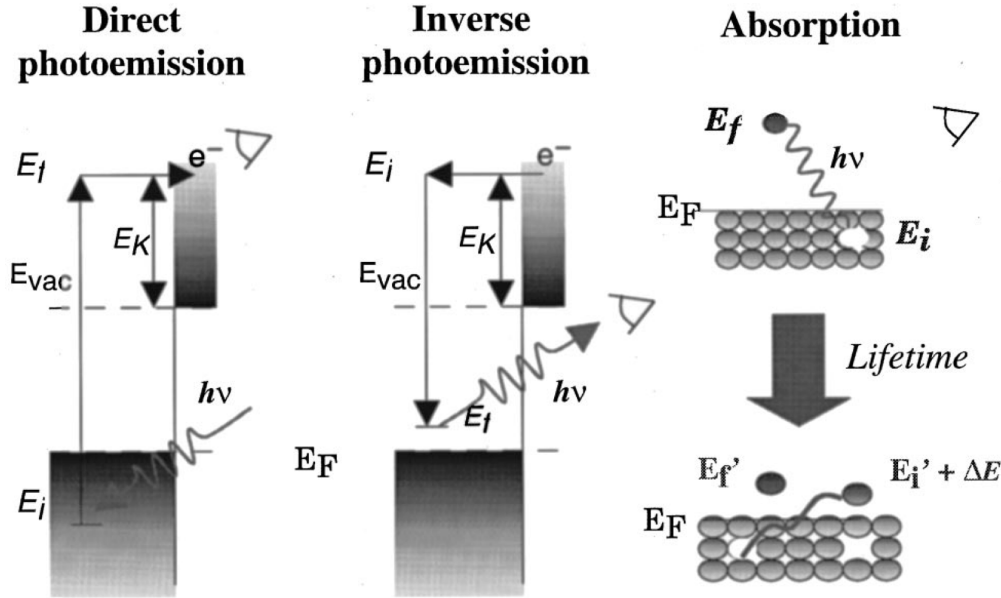 Direct
photoemission
e⁻
E_f
E_K
E_vac
hν
E_i
Inverse
photoemission
e⁻
E_i
E_K
E_vac
hν
E_f
E_F
Absorption
E_f
hν
E_F
E_i
Lifetime
E_f'
E_i' + ΔE
E_F